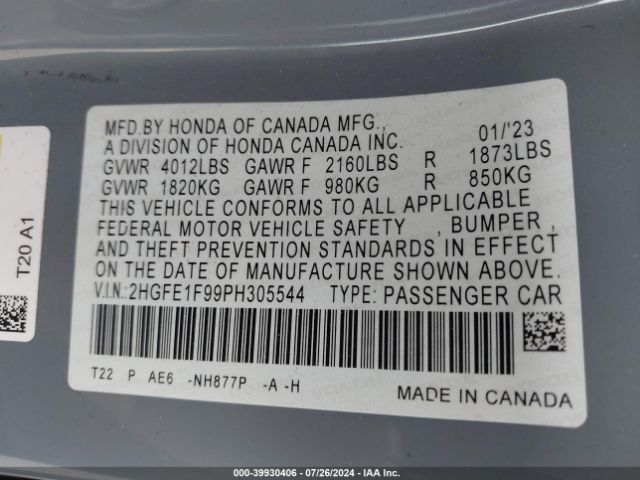 MFD.BY HONDA OF CANADA MFG.,
A DIVISION OF HONDA CANADA INC. 01/'23
GVWR 4012LBS GAWR F 2160LBS R 1873LBS
GVWR 1820KG GAWR F 980KG R 850KG
THIS VEHICLE CONFORMS TO ALL APPLICABLE
FEDERAL MOTOR VEHICLE SAFETY , BUMPER ,
AND THEFT PREVENTION STANDARDS IN EFFECT
ON THE DATE OF MANUFACTURE SHOWN ABOVE.
V.I.N.:2HGFE1F99PH305544 TYPE: PASSENGER CAR
T22 P AE6 -NH877P -A -H
MADE IN CANADA
T20 A1
000-39930406 - 07/26/2024 - IAAI.COM